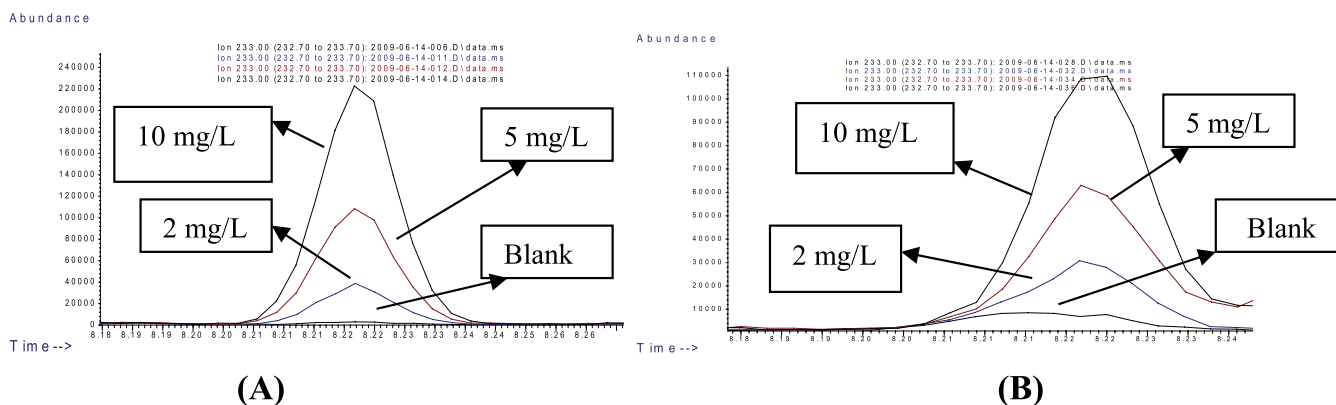 Abundance
Ion 233.00 (232.70 to 233.70): 2009-06-14-006.D\data.ms
Ion 233.00 (232.70 to 233.70): 2009-06-14-011.D\data.ms
Ion 233.00 (232.70 to 233.70): 2009-06-14-012.D\data.ms
Ion 233.00 (232.70 to 233.70): 2009-06-14-014.D\data.ms
240000
220000
200000
180000
160000
140000
120000
100000
80000
60000
40000
20000
0
10 mg/L
5 mg/L
2 mg/L
Blank
8.18 8.18 8.19 8.19 8.20 8.20 8.21 8.21 8.22 8.22 8.23 8.23 8.24 8.24 8.25 8.26 8.26
Time-->
(A)
Abundance
Ion 233.00 (232.70 to 233.70): 2009-06-14-028.D\data.ms
Ion 233.00 (232.70 to 233.70): 2009-06-14-032.D\data.ms
Ion 233.00 (232.70 to 233.70): 2009-06-14-034.D\data.ms
Ion 233.00 (232.70 to 233.70): 2009-06-14-036.D\data.ms
110000
100000
90000
80000
70000
60000
50000
40000
30000
20000
10000
10 mg/L
5 mg/L
2 mg/L
Blank
8.18 8.19 8.19 8.20 8.20 8.21 8.21 8.22 8.22 8.22 8.23 8.23 8.24
Time-->
(B)